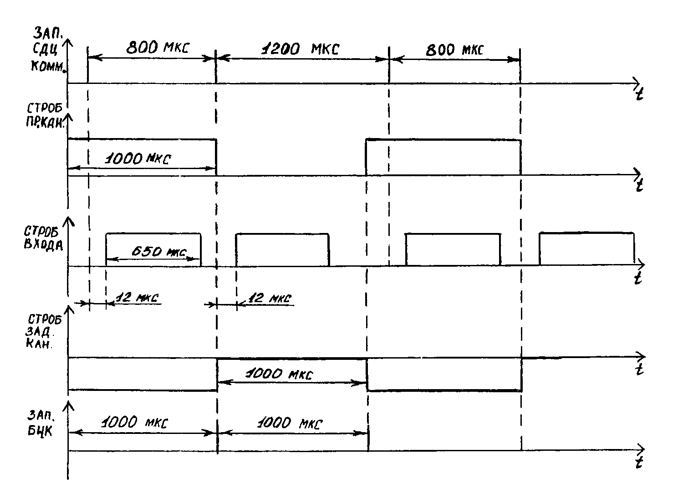 ЗАП.
СДЦ
КОММ.
800 МКС
1200 МКС
800 МКС
t
СТРОБ
ПР.КАН.
1000 МКС
t
СТРОБ
ВХОДА
650 МКС
t
12 МКС
12 МКС
СТРОБ
ЗАД.
КАН.
1000 МКС
t
ЗАП.
БЦК
1000 МКС
1000 МКС
t